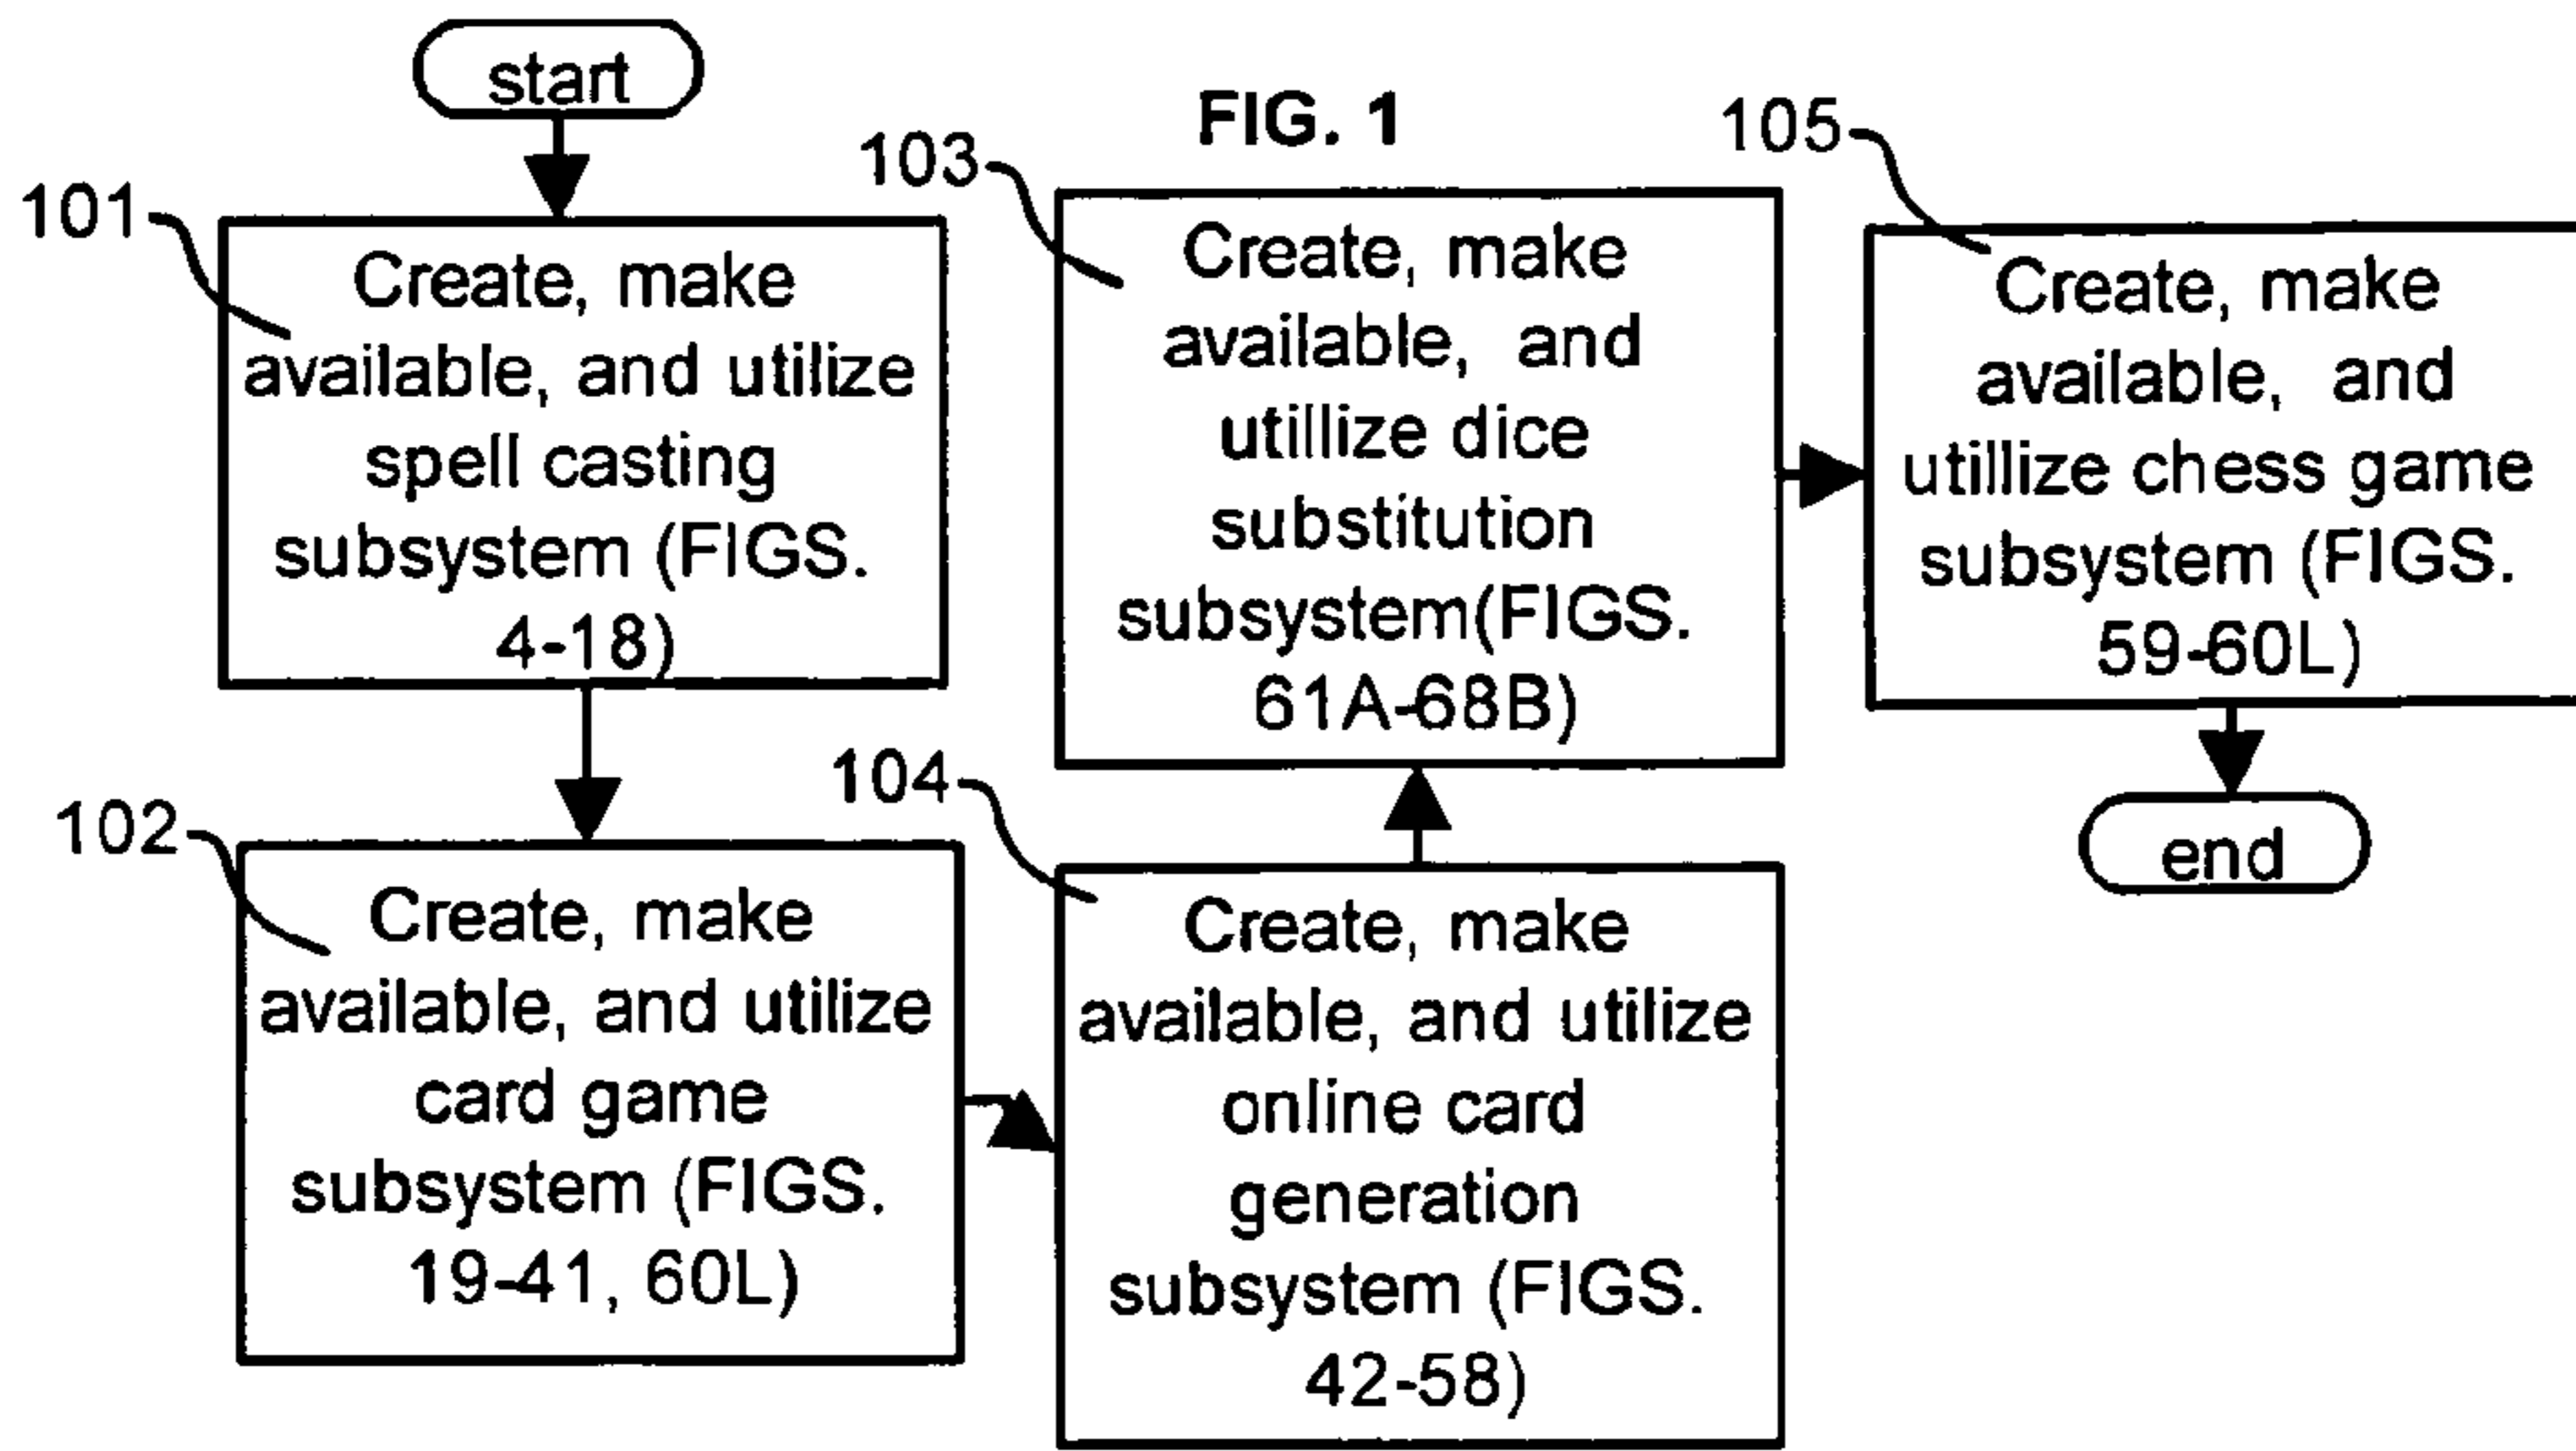 start
FIG. 1
101
Create, make
available, and utilize
spell casting
subsystem (FIGS.
4-18)
102
Create, make
available, and utilize
card game
subsystem (FIGS.
19-41, 60L)
104
Create, make
available, and utilize
online card
generation
subsystem (FIGS.
42-58)
103
Create, make
available, and
utillize dice
substitution
subsystem(FIGS.
61A-68B)
105
Create, make
available, and
utillize chess game
subsystem (FIGS.
59-60L)
end